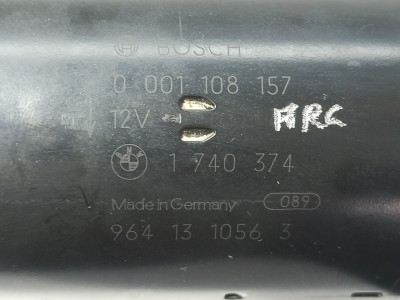 BOSCH
0 001 108 157
12V
ARC
1 740 374
Made in Germany 089
964 13 1056 3